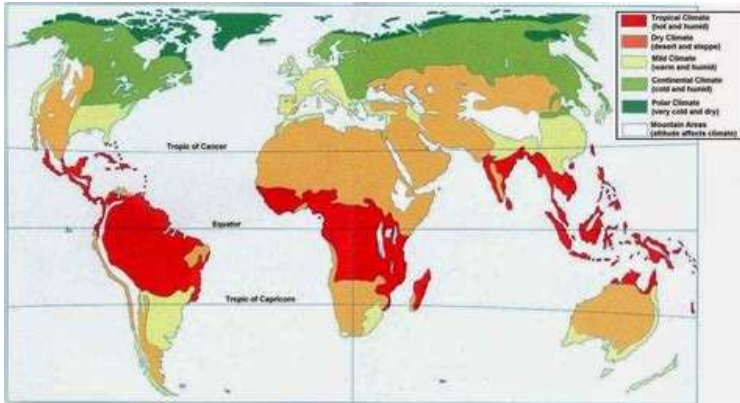 Tropical Climate
(hot and humid)
Dry Climate
(desert and steppe)
Mild Climate
(warm and humid)
Continental Climate
(cold and humid)
Polar Climate
(very cold and dry)
Mountain Areas
(altitude affects climate)
Tropic of Cancer
Equator
Tropic of Capricorn